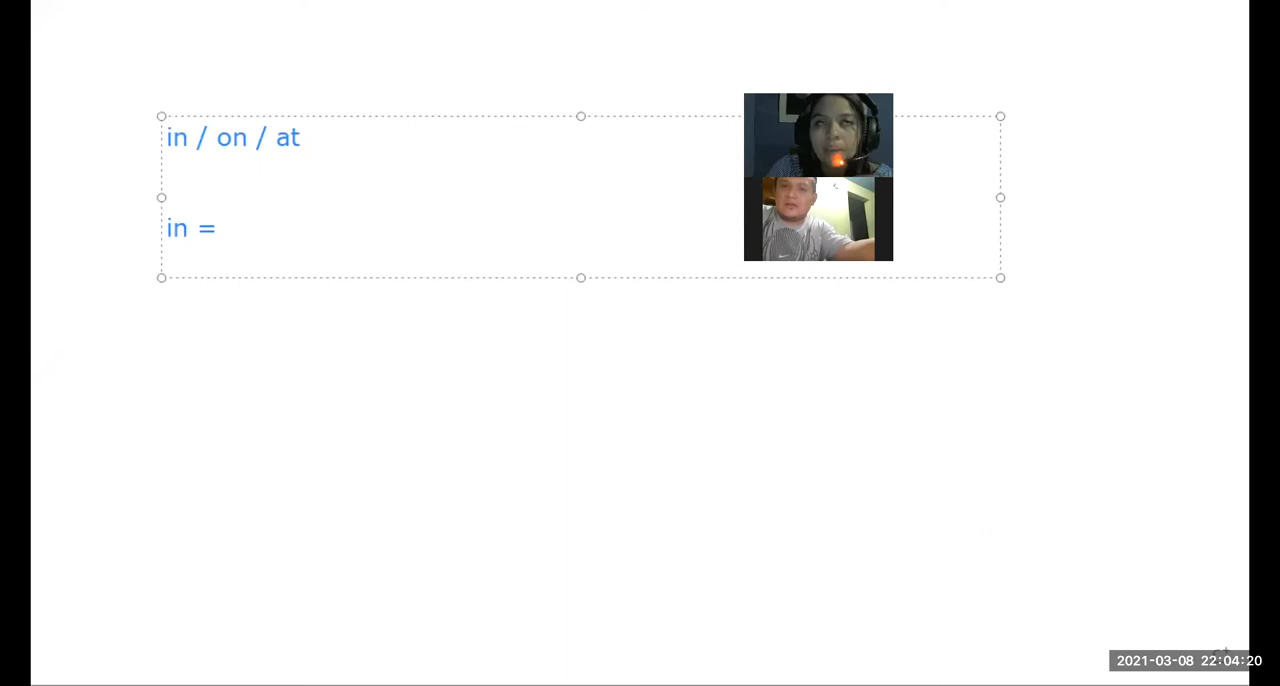 in / on / at
in =
2021-03-08 22:04:20